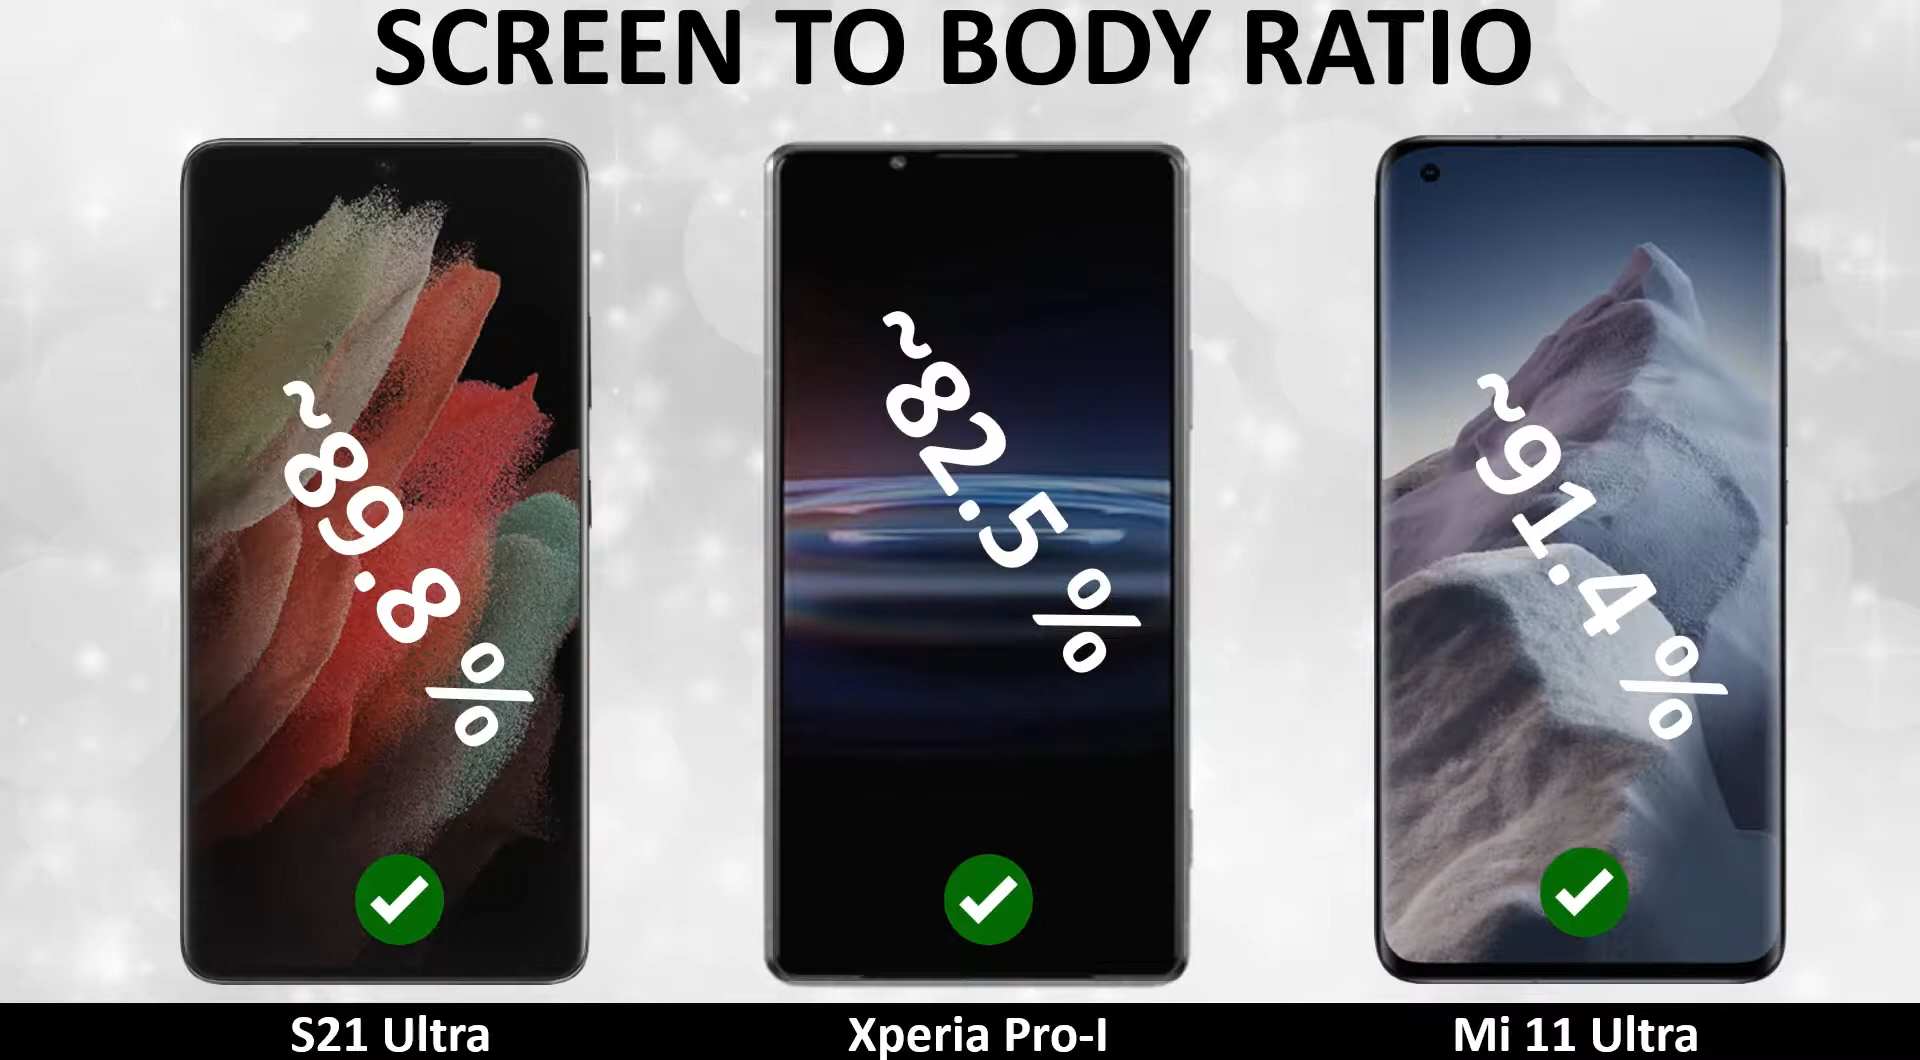 SCREEN TO BODY RATIO
~89.8 %
~82.5 %
~91.4 %
S21 Ultra
Xperia Pro-I
Mi 11 Ultra